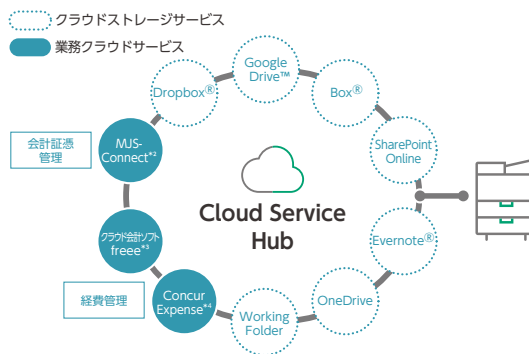 クラウドストレージサービス
業務クラウドサービス
Google
Drive™
Dropbox®
Box®
会計証憑
管理
MJS-
Connect*2
SharePoint
Online
Cloud Service
Hub
クラウド会計ソフト
freee*3
Evernote®
経費管理
Concur
Expense*4
OneDrive
Working
Folder